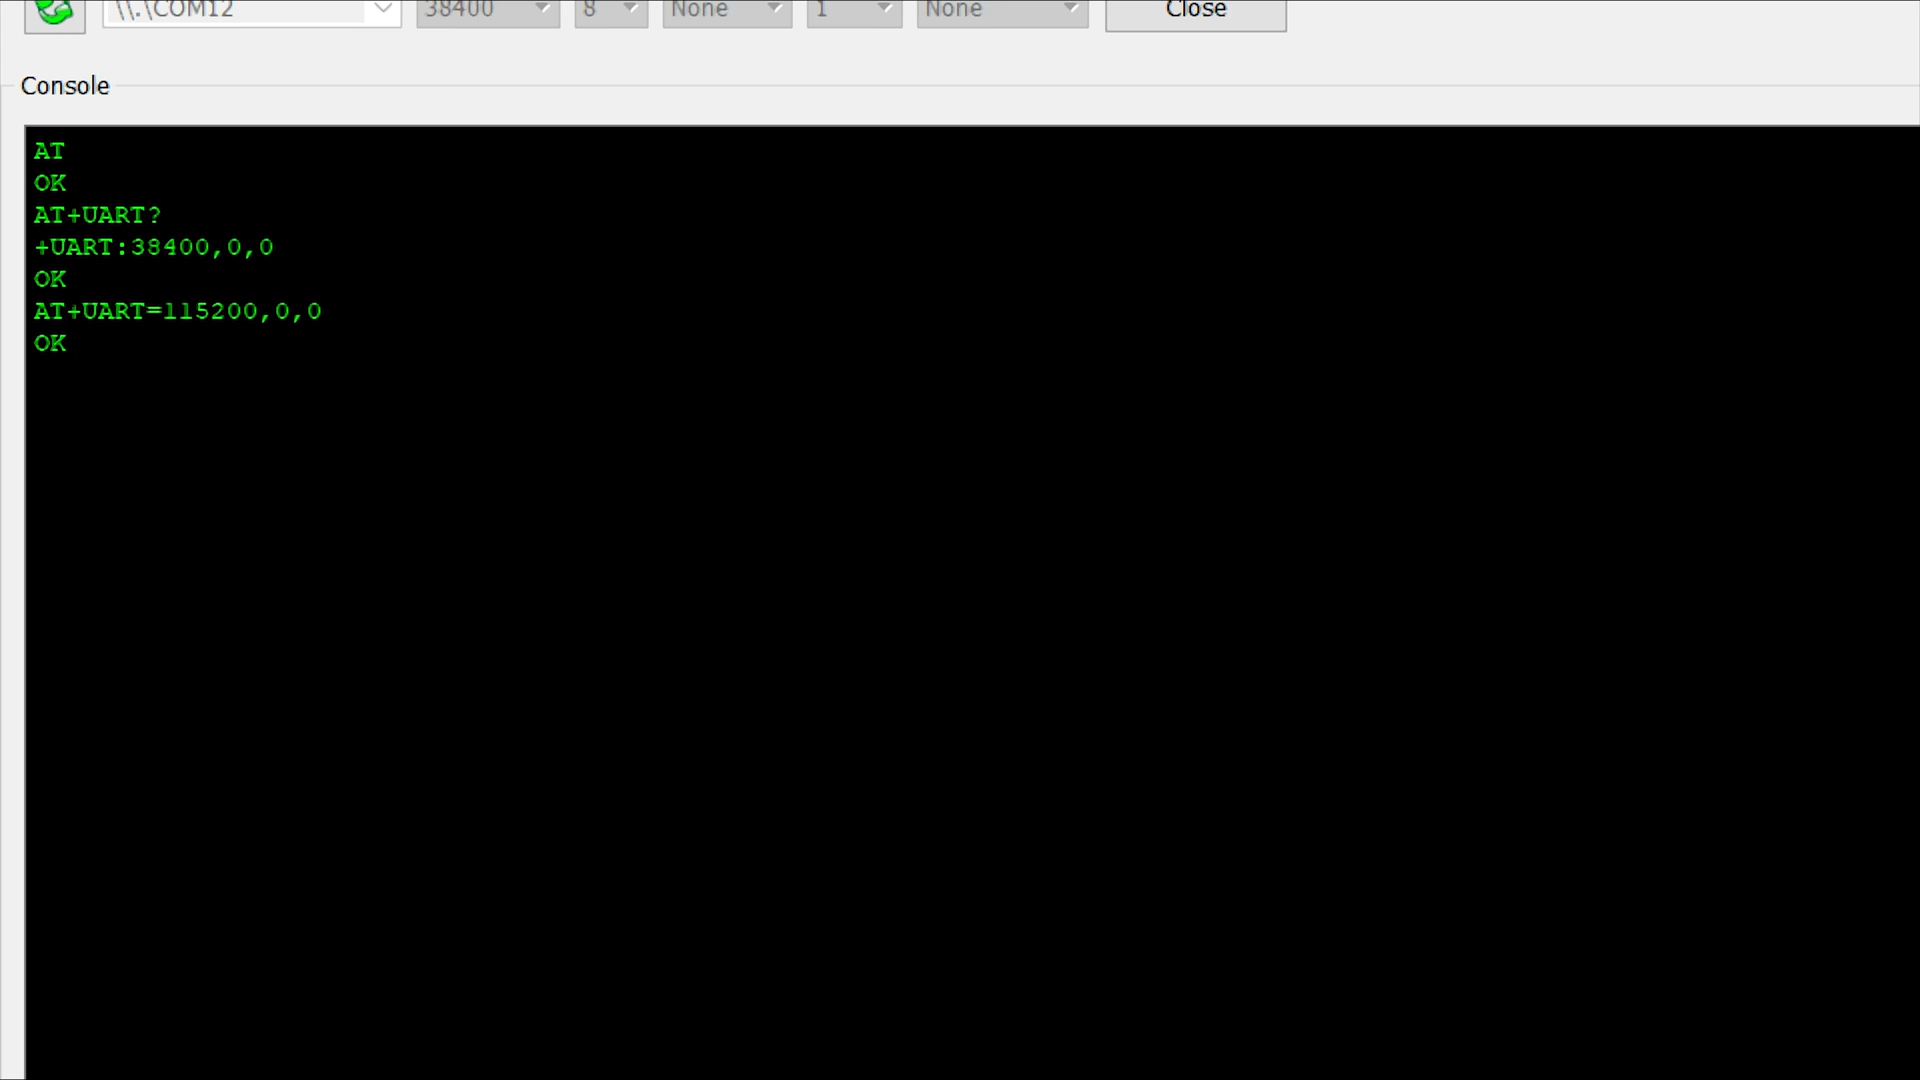 \\.\COM12 38400 8 None 1 None Close
Console
AT
OK
AT+UART?
+UART:38400,0,0
OK
AT+UART=115200,0,0
OK